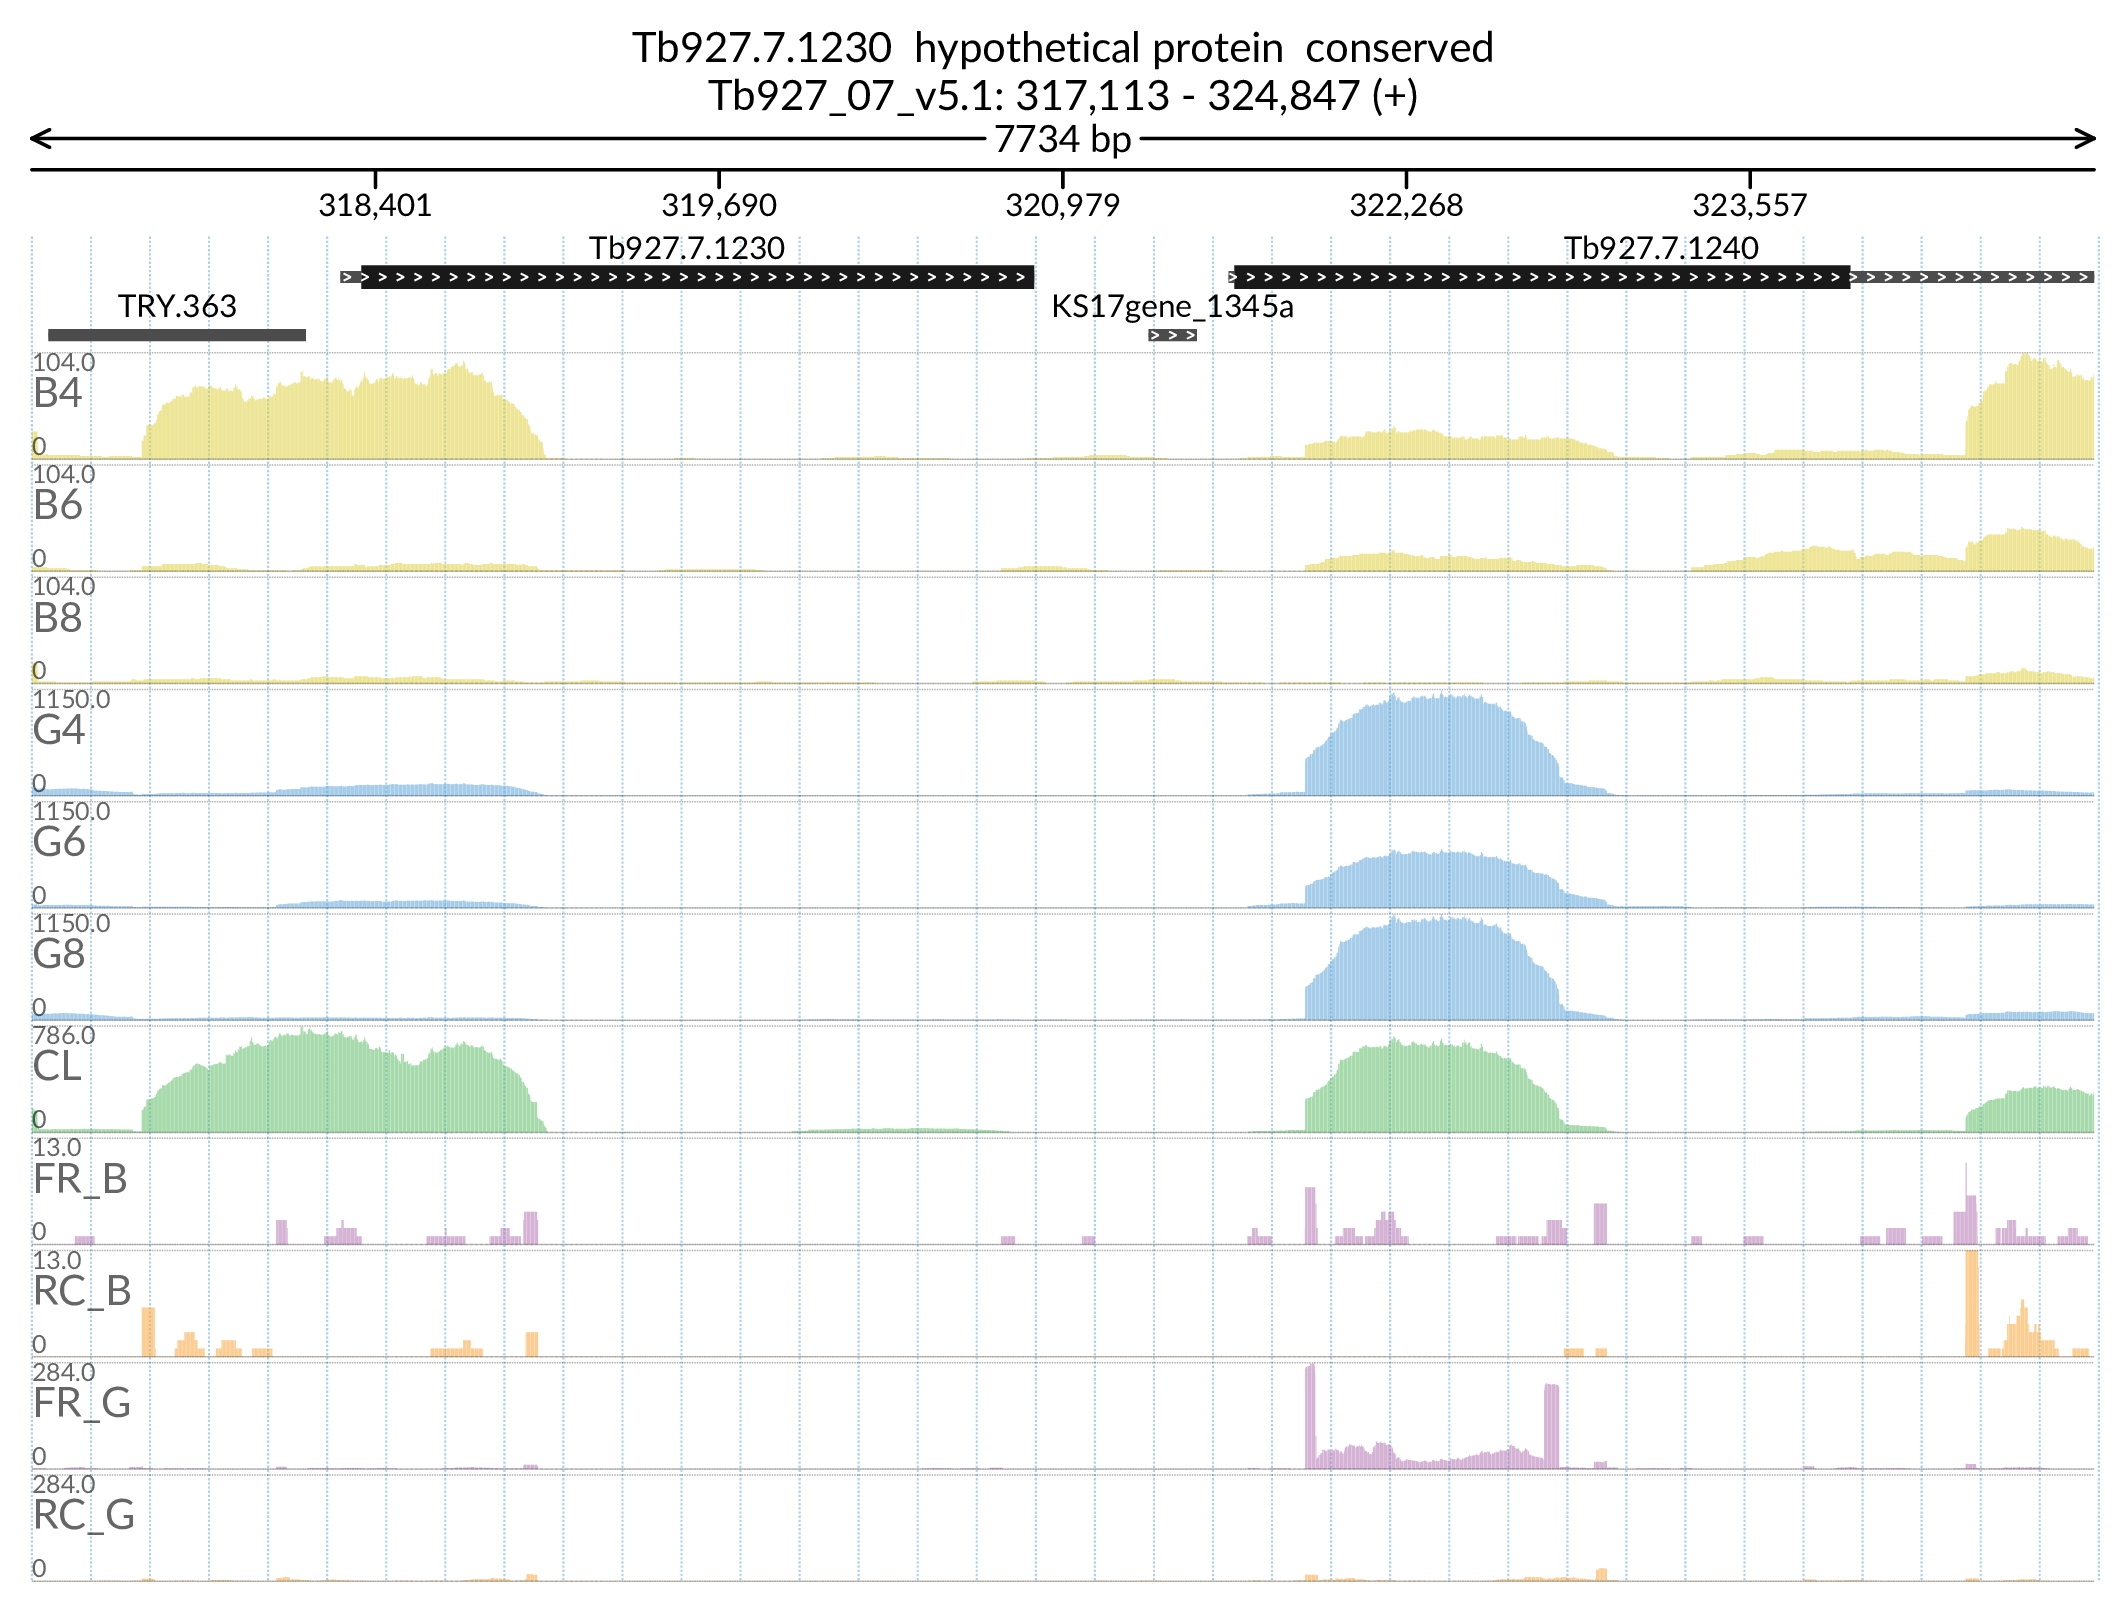 Tb927.7.1230  hypothetical protein  conserved
Tb927_07_v5.1: 317,113 - 324,847 (+)
7734 bp
318,401 319,690 320,979 322,268 323,557
Tb927.7.1230 Tb927.7.1240
TRY.363 KS17gene_1345a
104.0
B4
0
104.0
B6
0
104.0
B8
0
1150.0
G4
0
1150.0
G6
0
1150.0
G8
0
786.0
CL
0
13.0
FR_B
0
13.0
RC_B
0
284.0
FR_G
0
284.0
RC_G
0